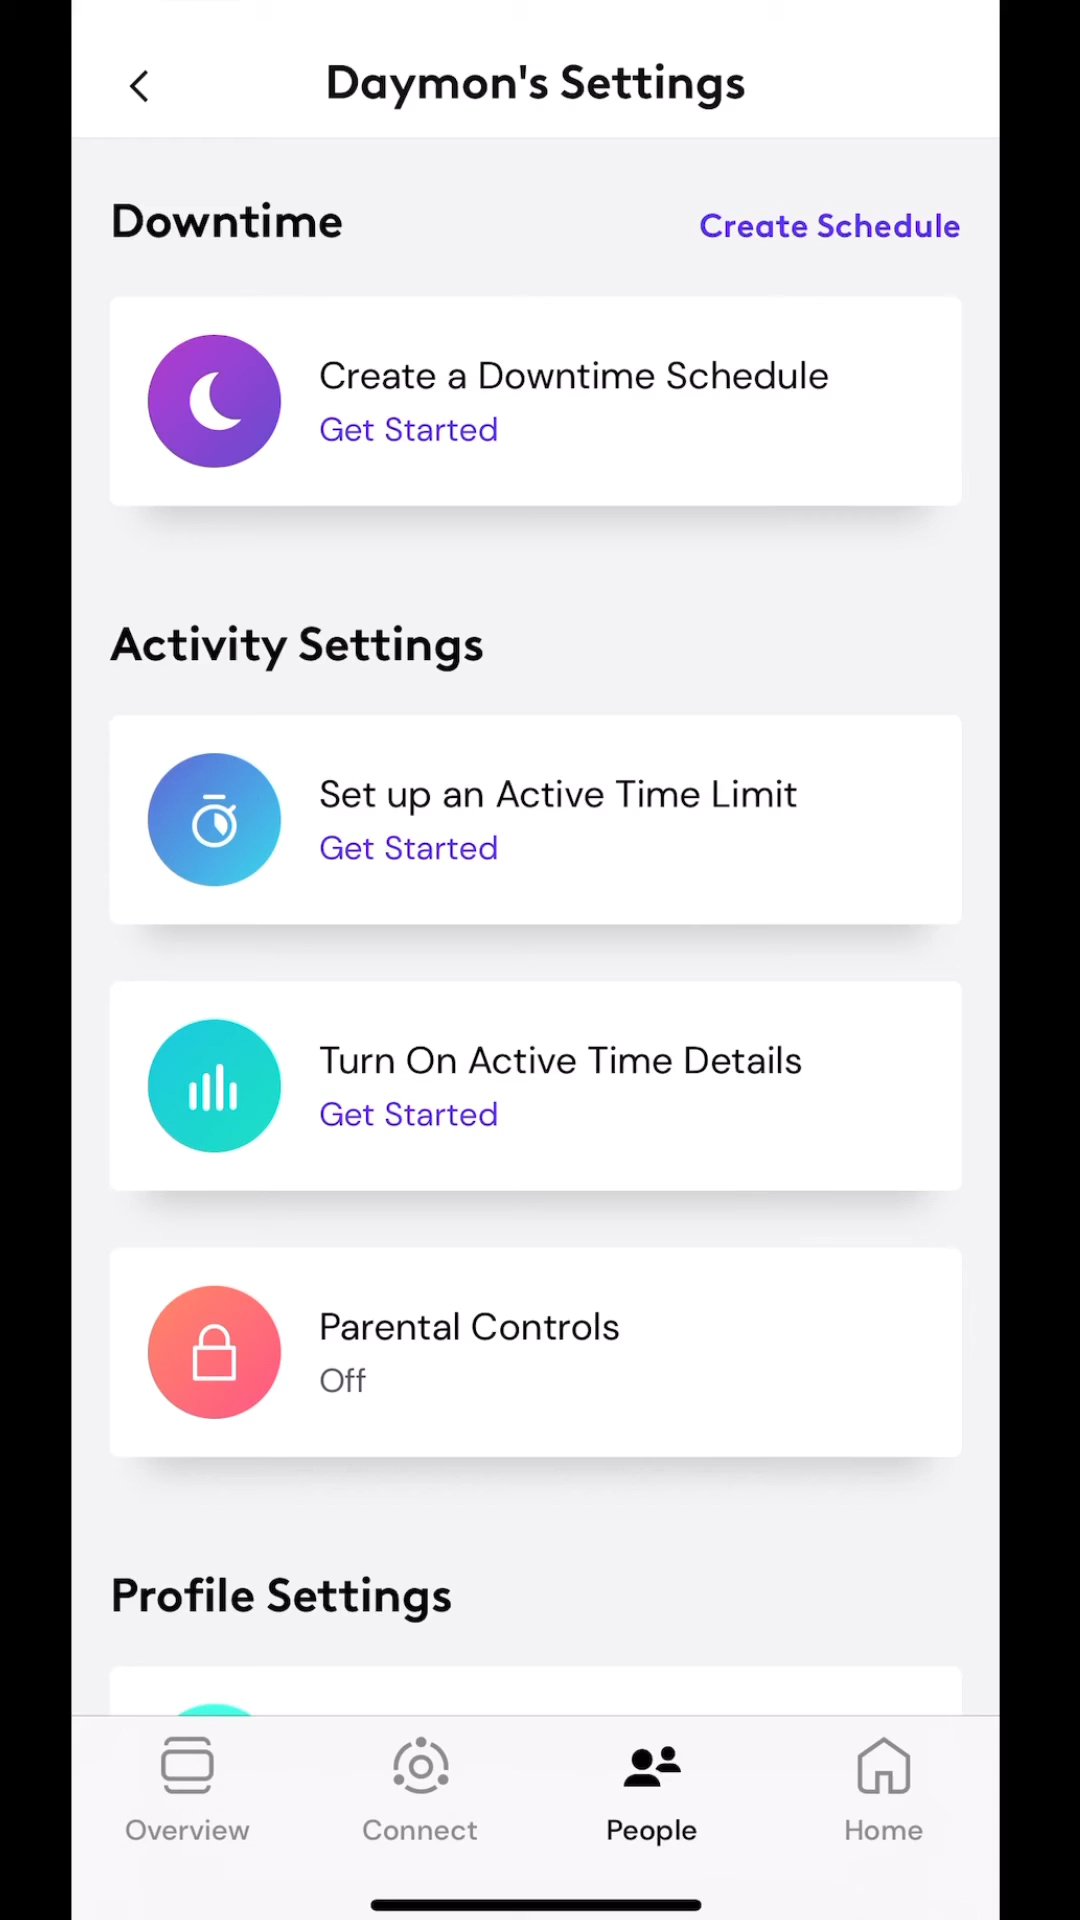 Daymon's Settings
Downtime
Create Schedule
Create a Downtime Schedule
Get Started
Activity Settings
Set up an Active Time Limit
Get Started
Turn On Active Time Details
Get Started
Parental Controls
Off
Profile Settings
Overview
Connect
People
Home